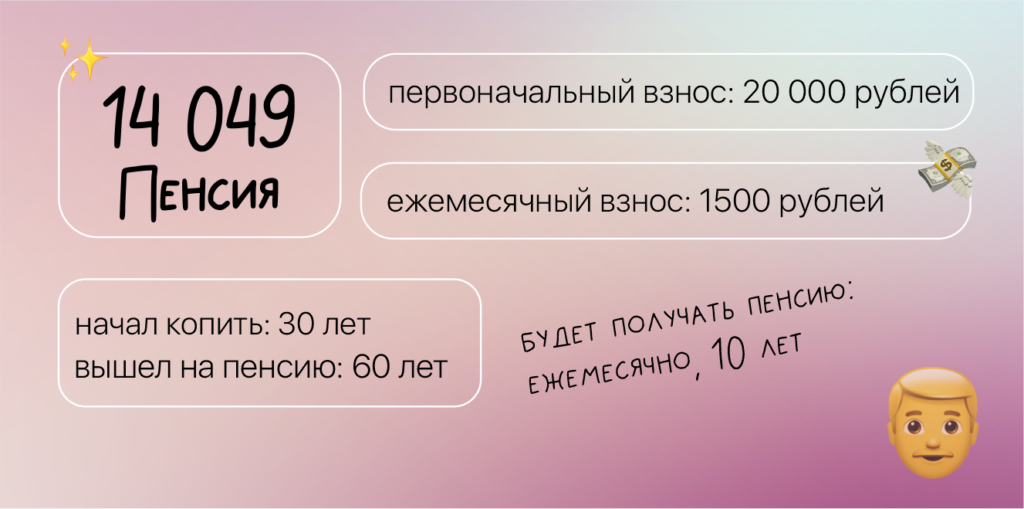 14 049
Пенсия
первоначальный взнос: 20 000 рублей
ежемесячный взнос: 1500 рублей
начал копить: 30 лет
вышел на пенсию: 60 лет
будет получать пенсию:
ежемесячно, 10 лет